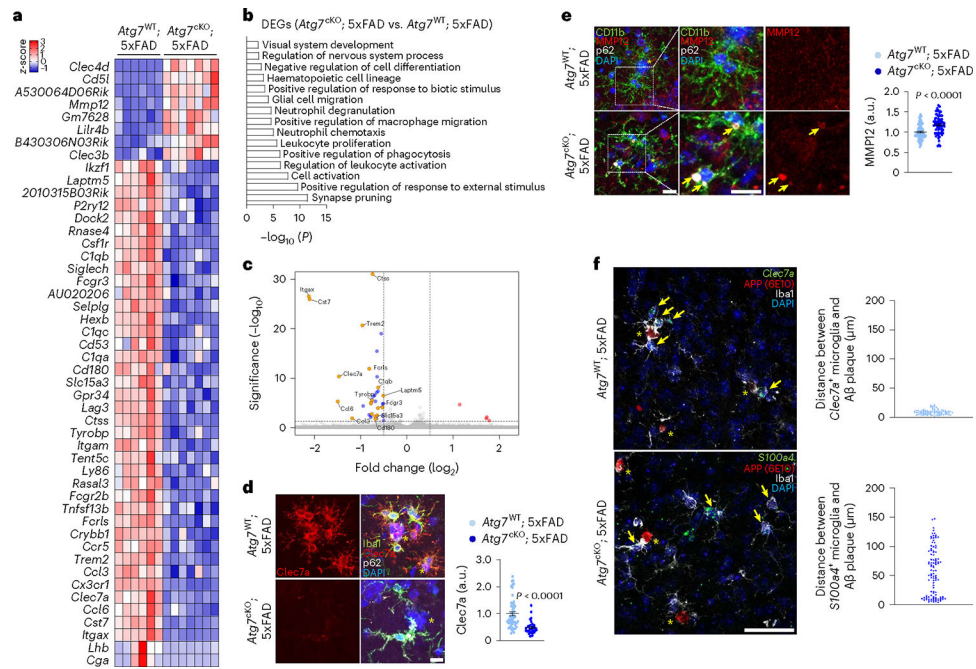 a
Atg7WT;
5xFAD
Atg7cKO;
5xFAD
z-score
3
2
1
0
−1
Clec4d
Cd5l
A530064D06Rik
Mmp12
Gm7628
Lilr4b
B430306N03Rik
Clec3b
Ikzf1
Laptm5
2010315B03Rik
P2ry12
Dock2
Rnase4
Csf1r
C1qb
Siglech
Fcgr3
AU020206
Selplg
Hexb
C1qc
Cd53
C1qa
Cd180
Slc15a3
Gpr34
Lag3
Ctss
Tyrobp
Itgam
Tent5c
Ly86
Rasal3
Fcgr2b
Tnfsf13b
Fcrls
Crybb1
Ccr5
Trem2
Ccl3
Cx3cr1
Clec7a
Ccl6
Cst7
Itgax
Lhb
Cga
b
DEGs (Atg7cKO; 5xFAD vs. Atg7WT; 5xFAD)
Visual system development
Regulation of nervous system process
Negative regulation of cell differentiation
Haematopoietic cell lineage
Positive regulation of response to biotic stimulus
Glial cell migration
Neutrophil degranulation
Positive regulation of macrophage migration
Neutrophil chemotaxis
Leukocyte proliferation
Positive regulation of phagocytosis
Regulation of leukocyte activation
Cell activation
Positive regulation of response to external stimulus
Synapse pruning
0 5 10 15
−log10 (P)
c
Significance (−log10)
30
20
10
0
Ctss
Itgax
Cst7
Trem2
Fcrls
Clec7a
C1qb
Tyrobp
Laptm5
Ccl6
Fcgr3
Ccl3
Slc15a3
Cd180
−2 −1 0 1 2
Fold change (log2)
d
Atg7WT;
5xFAD
Atg7cKO;
5xFAD
Clec7a
Iba1
Clec7a
p62
DAPI
*
*
Atg7WT; 5xFAD
Atg7cKO; 5xFAD
Clec7a (a.u.)
3.0
2.0
1.0
0
P < 0.0001
e
Atg7WT;
5xFAD
Atg7cKO;
5xFAD
CD11b
MMP12
p62
DAPI
CD11b
MMP12
p62
DAPI
MMP12
Atg7WT; 5xFAD
Atg7cKO; 5xFAD
P < 0.0001
MMP12 (a.u.)
2.0
1.5
1.0
0.5
0
f
Atg7WT; 5xFAD
Clec7a
APP (6E10)
Iba1
DAPI
*
*
*
Distance between
Clec7a+ microglia and
Aβ plaque (µm)
200
150
100
50
0
Atg7cKO; 5xFAD
S100a4
APP (6E10)
Iba1
DAPI
*
*
*
Distance between
S100a4+ microglia and
Aβ plaque (µm)
200
150
100
50
0